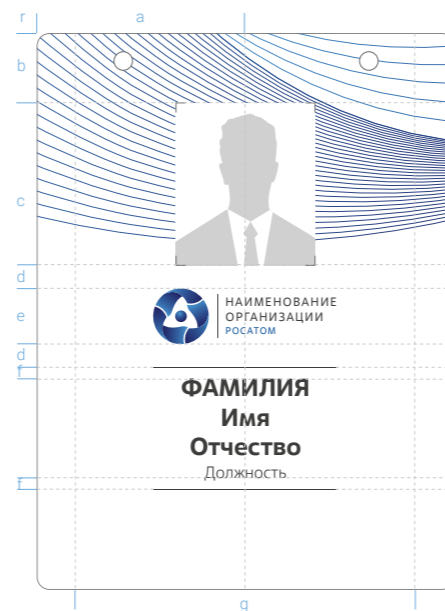 r
a
b
c
d
e
НАИМЕНОВАНИЕ
ОРГАНИЗАЦИИ
РОСАТОМ
d
f
ФАМИЛИЯ
Имя
Отчество
Должность
f
g